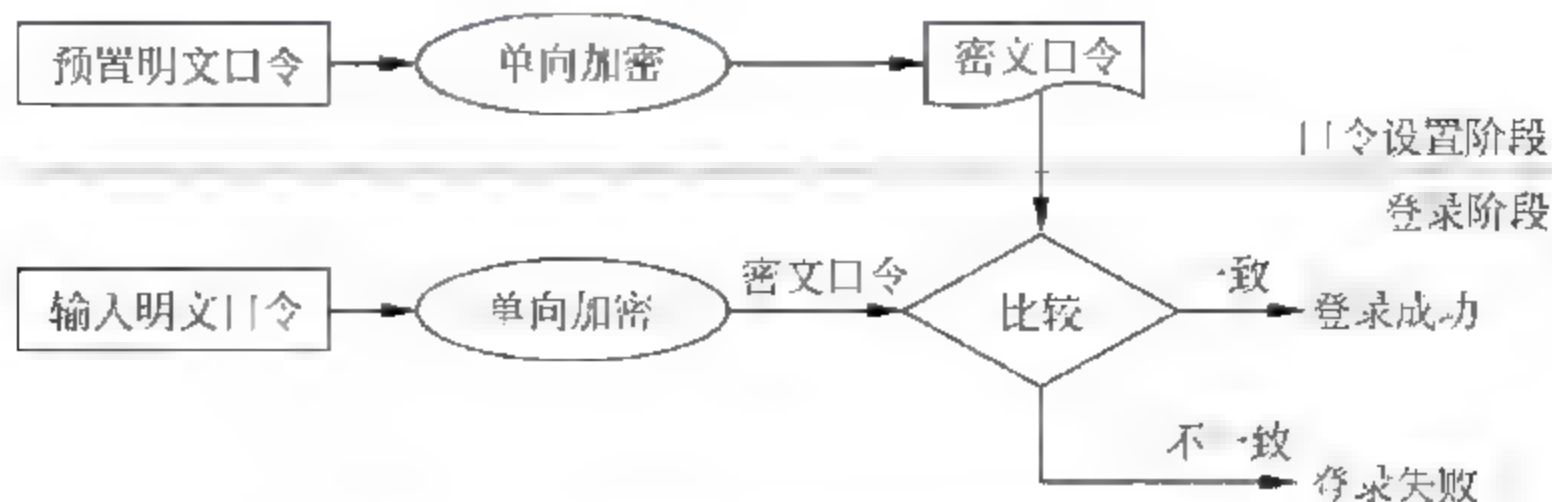 预置明文口令
单向加密
密文口令
口令设置阶段
登录阶段
输入明文口令
单向加密
密文口令
比较
一致
登录成功
不一致
登录失败